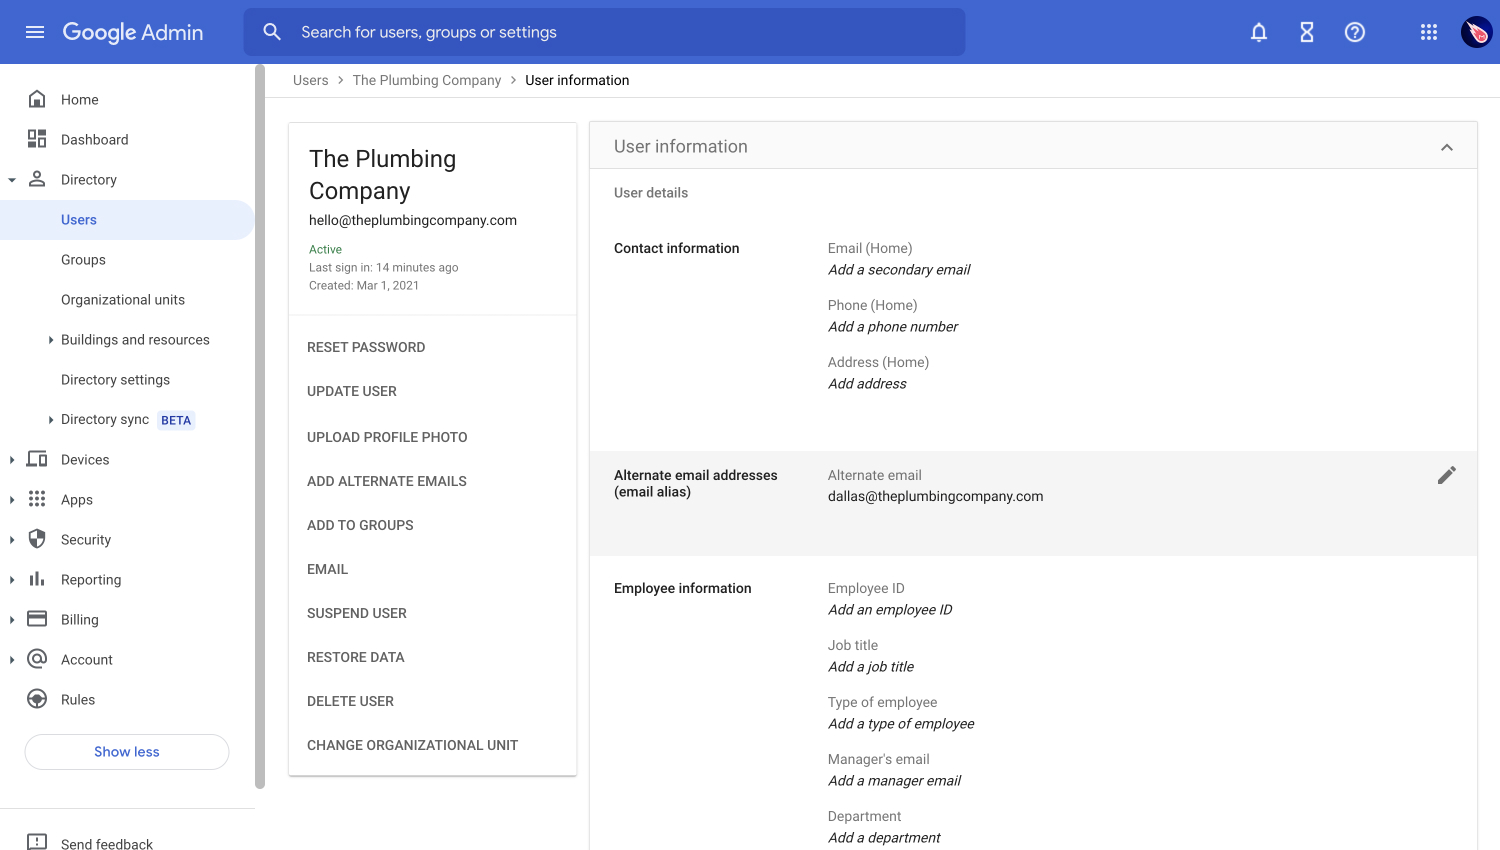 Google Admin
Search for users, groups or settings
Home
Dashboard
Directory
Users
Groups
Organizational units
Buildings and resources
Directory settings
Directory sync BETA
Devices
Apps
Security
Reporting
Billing
Account
Rules
Show less
Send feedback
Users > The Plumbing Company > User information
The Plumbing
Company
hello@theplumbingcompany.com
Active
Last sign in: 14 minutes ago
Created: Mar 1, 2021
RESET PASSWORD
UPDATE USER
UPLOAD PROFILE PHOTO
ADD ALTERNATE EMAILS
ADD TO GROUPS
EMAIL
SUSPEND USER
RESTORE DATA
DELETE USER
CHANGE ORGANIZATIONAL UNIT
User information
User details
Contact information
Email (Home)
Add a secondary email
Phone (Home)
Add a phone number
Address (Home)
Add address
Alternate email addresses
(email alias)
Alternate email
dallas@theplumbingcompany.com
Employee information
Employee ID
Add an employee ID
Job title
Add a job title
Type of employee
Add a type of employee
Manager's email
Add a manager email
Department
Add a department